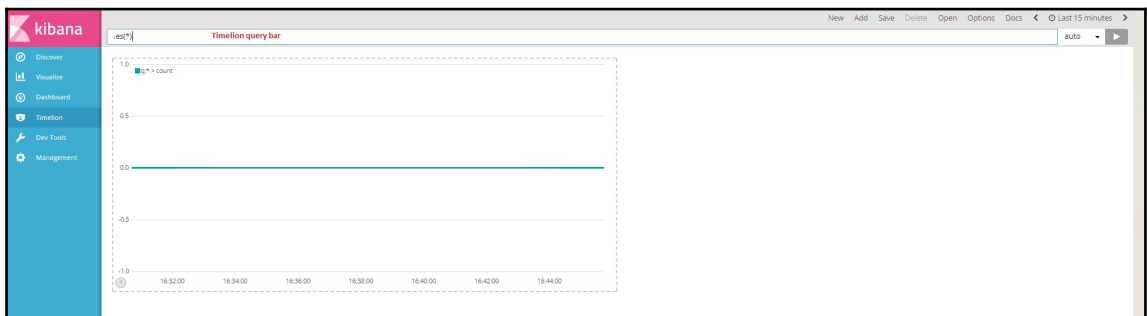 kibana
New Add Save Delete Open Options Docs Last 15 minutes
.es(*) Timelion query bar auto
Discover
Visualize
Dashboard
Timelion
Dev Tools
Management
q:* > count
1.0
0.5
0.0
-0.5
-1.0
1
16:32:00 16:34:00 16:36:00 16:38:00 16:40:00 16:42:00 16:44:00